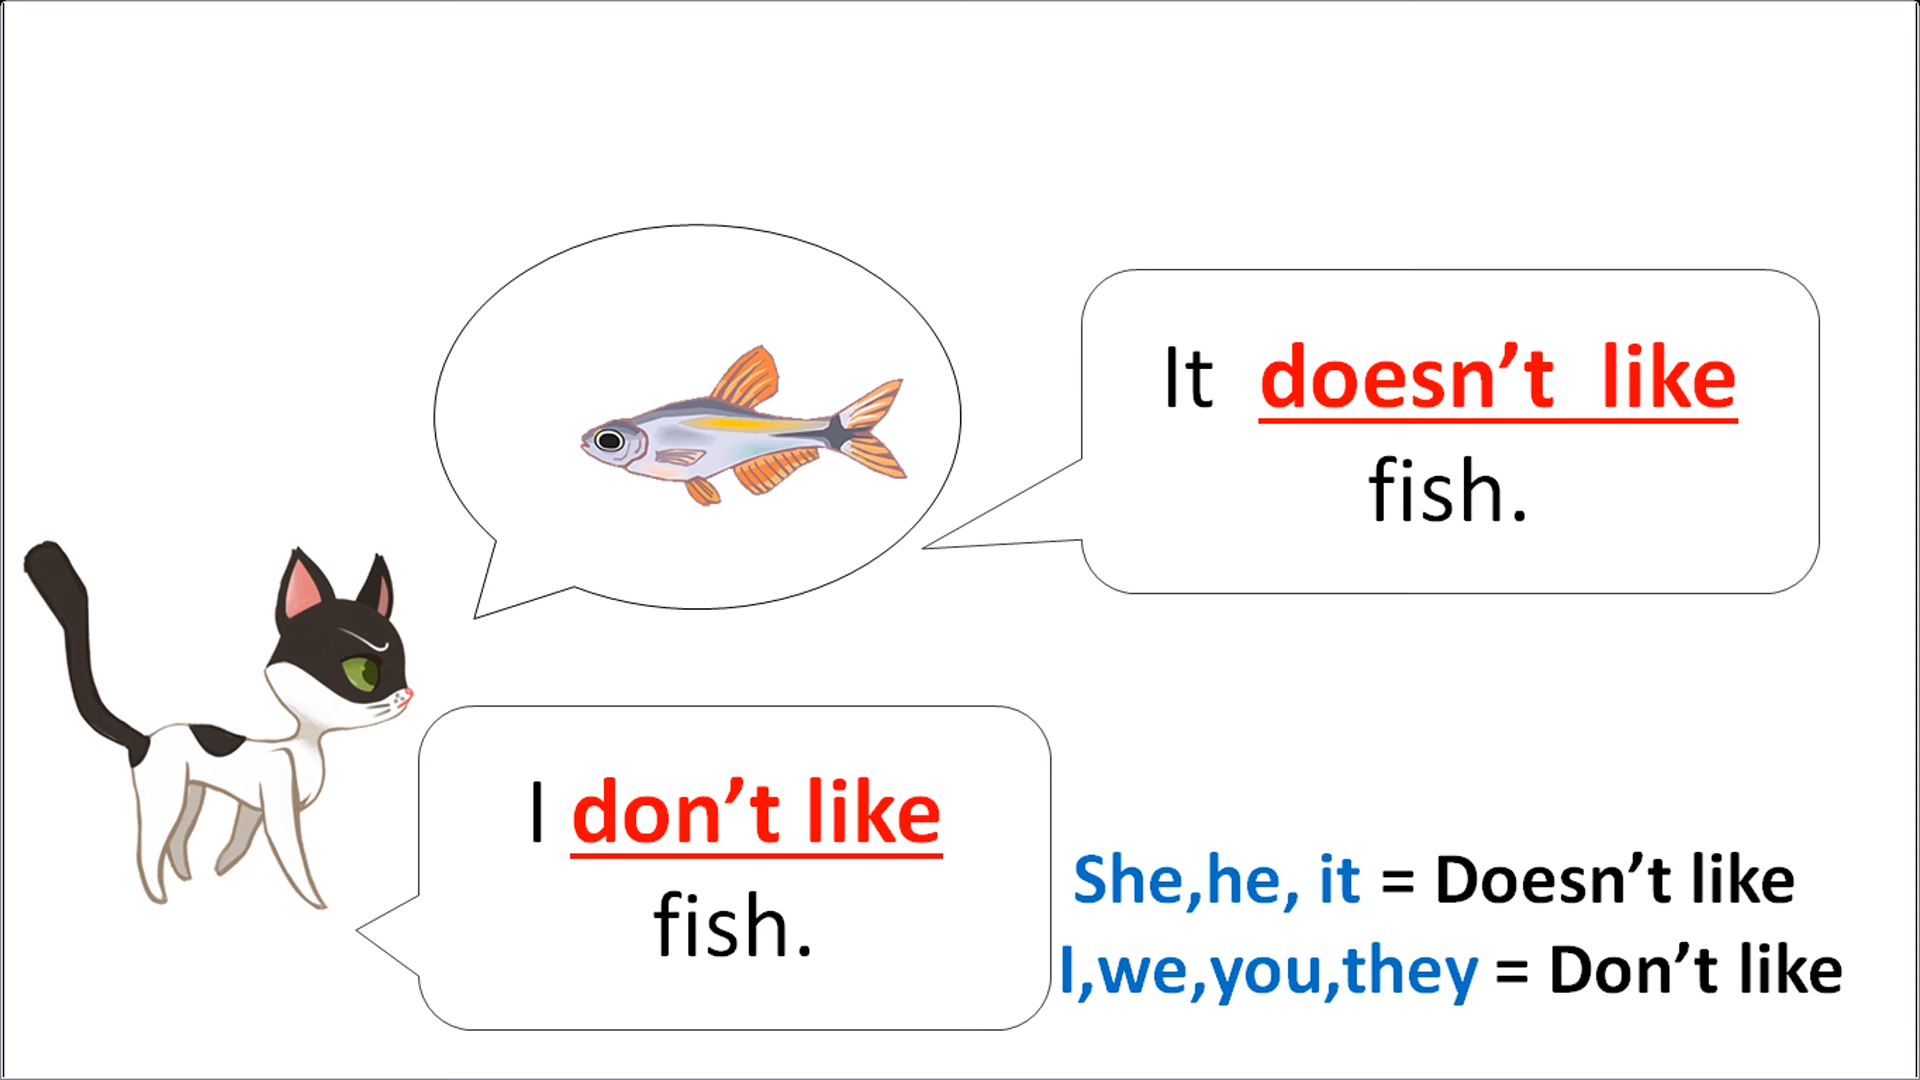 It doesn’t like
fish.
I don’t like
fish.
She,he, it = Doesn’t like
I,we,you,they = Don’t like